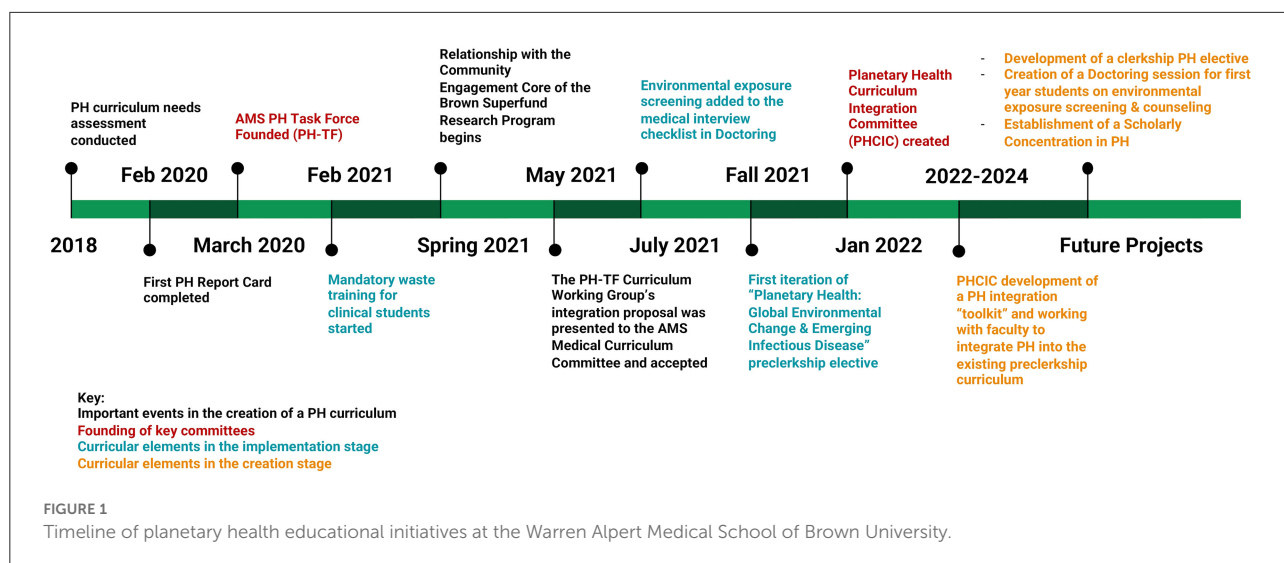 PH curriculum needs
assessment
conducted
AMS PH Task Force
Founded (PH-TF)
Relationship with the
Community
Engagement Core of the
Brown Superfund
Research Program
begins
Environmental exposure
screening added to the
medical interview
checklist in Doctoring
Planetary Health
Curriculum
Integration
Committee
(PHCIC) created
- Development of a clerkship PH elective
- Creation of a Doctoring session for first
year students on environmental
exposure screening & counseling
- Establishment of a Scholarly
Concentration in PH
Feb 2020
Feb 2021
May 2021
Fall 2021
2022-2024
2018
March 2020
Spring 2021
July 2021
Jan 2022
Future Projects
First PH Report Card
completed
Mandatory waste
training for
clinical students
started
The PH-TF Curriculum
Working Group’s
integration proposal was
presented to the AMS
Medical Curriculum
Committee and accepted
First iteration of
“Planetary Health:
Global Environmental
Change & Emerging
Infectious Disease”
preclerkship elective
PHCIC development of
a PH integration
“toolkit” and working
with faculty to
integrate PH into the
existing preclerkship
curriculum
Key:
Important events in the creation of a PH curriculum
Founding of key committees
Curricular elements in the implementation stage
Curricular elements in the creation stage
FIGURE 1
Timeline of planetary health educational initiatives at the Warren Alpert Medical School of Brown University.